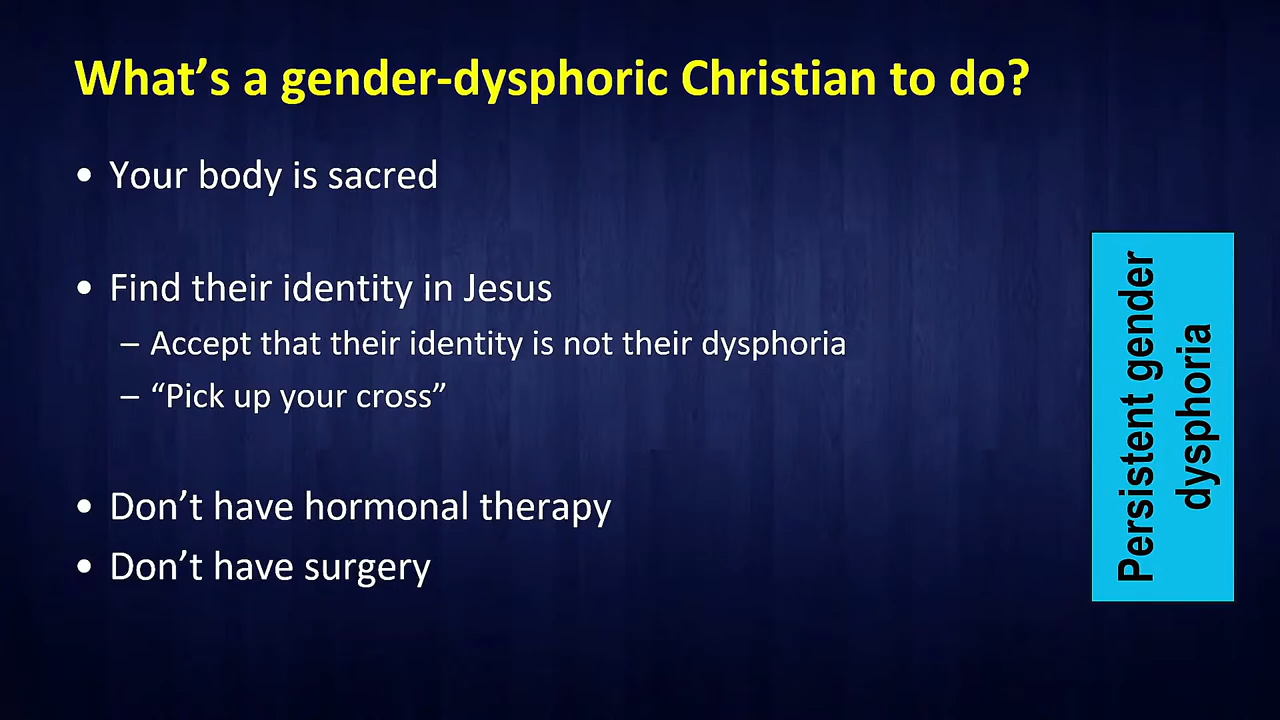 What’s a gender-dysphoric Christian to do?
• Your body is sacred
• Find their identity in Jesus
– Accept that their identity is not their dysphoria
– “Pick up your cross”
• Don’t have hormonal therapy
• Don’t have surgery
Persistent gender
dysphoria